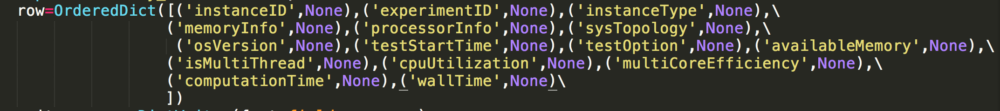 row=OrderedDict([('instanceID',None),('experimentID',None),('instanceType',None),\
('memoryInfo',None),('processorInfo',None),('sysTopology',None),\
('osVersion',None),('testStartTime',None),('testOption',None),('availableMemory',None),\
('isMultiThread',None),('cpuUtilization',None),('multiCoreEfficiency',None),\
('computationTime',None),('wallTime',None)\
])